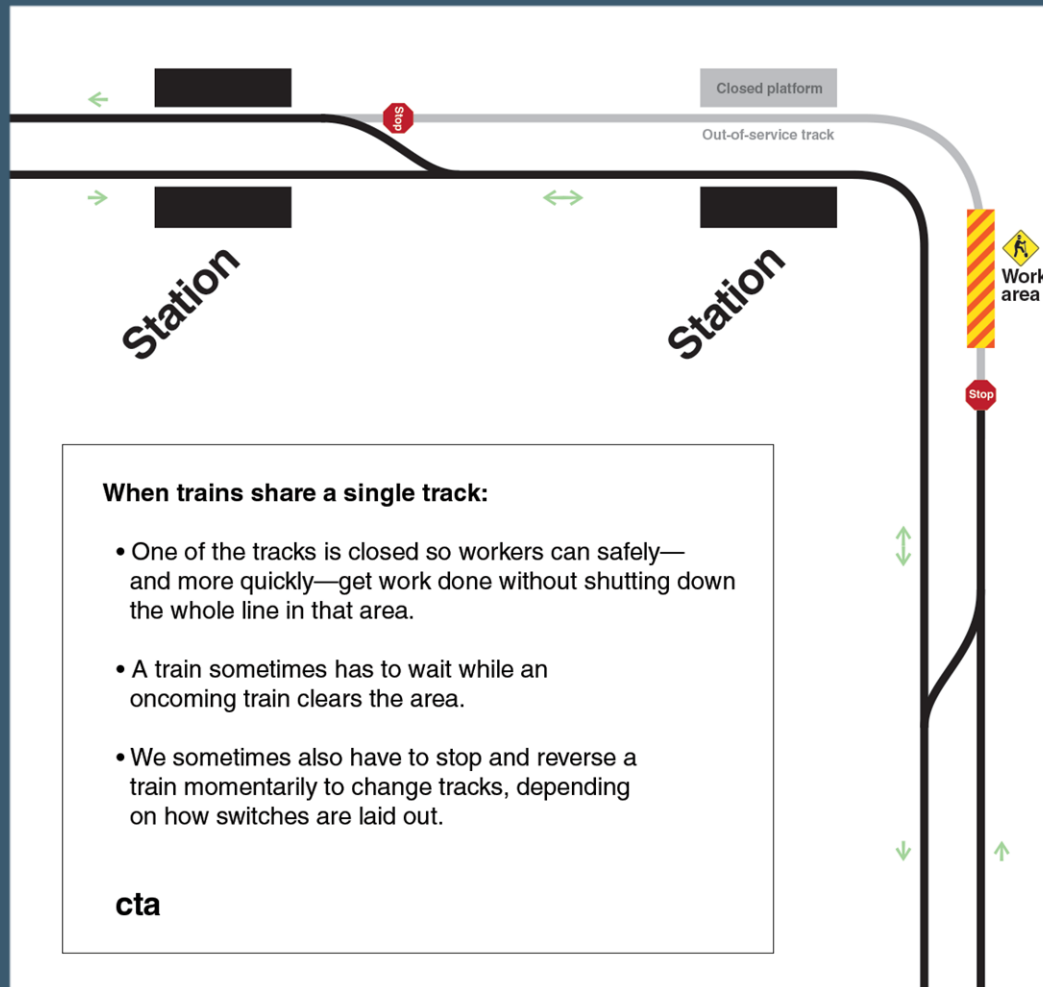 Stop
Closed platform
Out-of-service track
Station
Station
Work
area
Stop
When trains share a single track:
• One of the tracks is closed so workers can safely—
and more quickly—get work done without shutting down
the whole line in that area.
• A train sometimes has to wait while an
oncoming train clears the area.
• We sometimes also have to stop and reverse a
train momentarily to change tracks, depending
on how switches are laid out.
cta